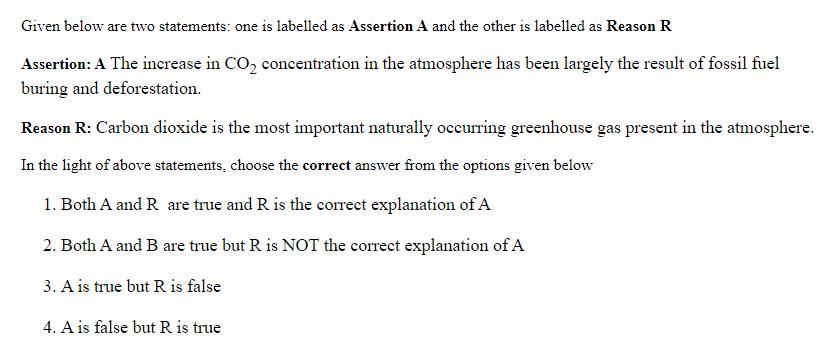 Given below are two statements: one is labelled as Assertion A and the other is labelled as Reason R
Assertion: A The increase in CO₂ concentration in the atmosphere has been largely the result of fossil fuel
buring and deforestation.
Reason R: Carbon dioxide is the most important naturally occurring greenhouse gas present in the atmosphere.
In the light of above statements, choose the correct answer from the options given below
1. Both A and R are true and R is the correct explanation of A
2. Both A and B are true but R is NOT the correct explanation of A
3. A is true but R is false
4. A is false but R is true